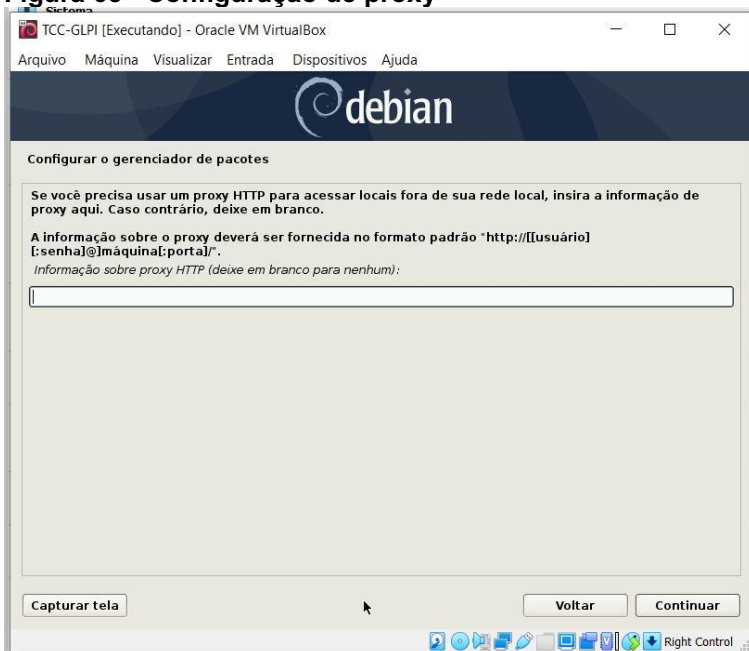 Sistema
TCC-GLPI [Executando] - Oracle VM VirtualBox
Arquivo Máquina Visualizar Entrada Dispositivos Ajuda
debian
Configurar o gerenciador de pacotes
Se você precisa usar um proxy HTTP para acessar locais fora de sua rede local, insira a informação de
proxy aqui. Caso contrário, deixe em branco.
A informação sobre o proxy deverá ser fornecida no formato padrão "http://[[usuário]
[:senha]@]máquina[:porta]/".
Informação sobre proxy HTTP (deixe em branco para nenhum):
Capturar tela Voltar Continuar
Right Control